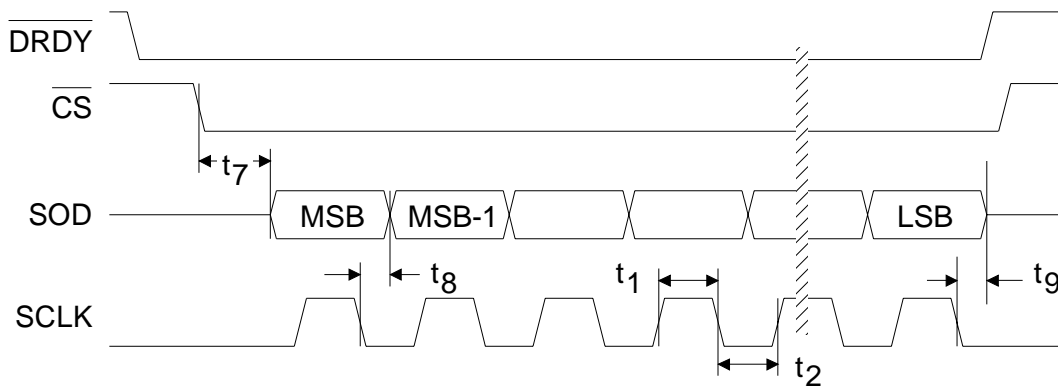 DRDY
CS
t7
SOD MSB MSB-1 LSB
t8 t1 t9
SCLK
t2